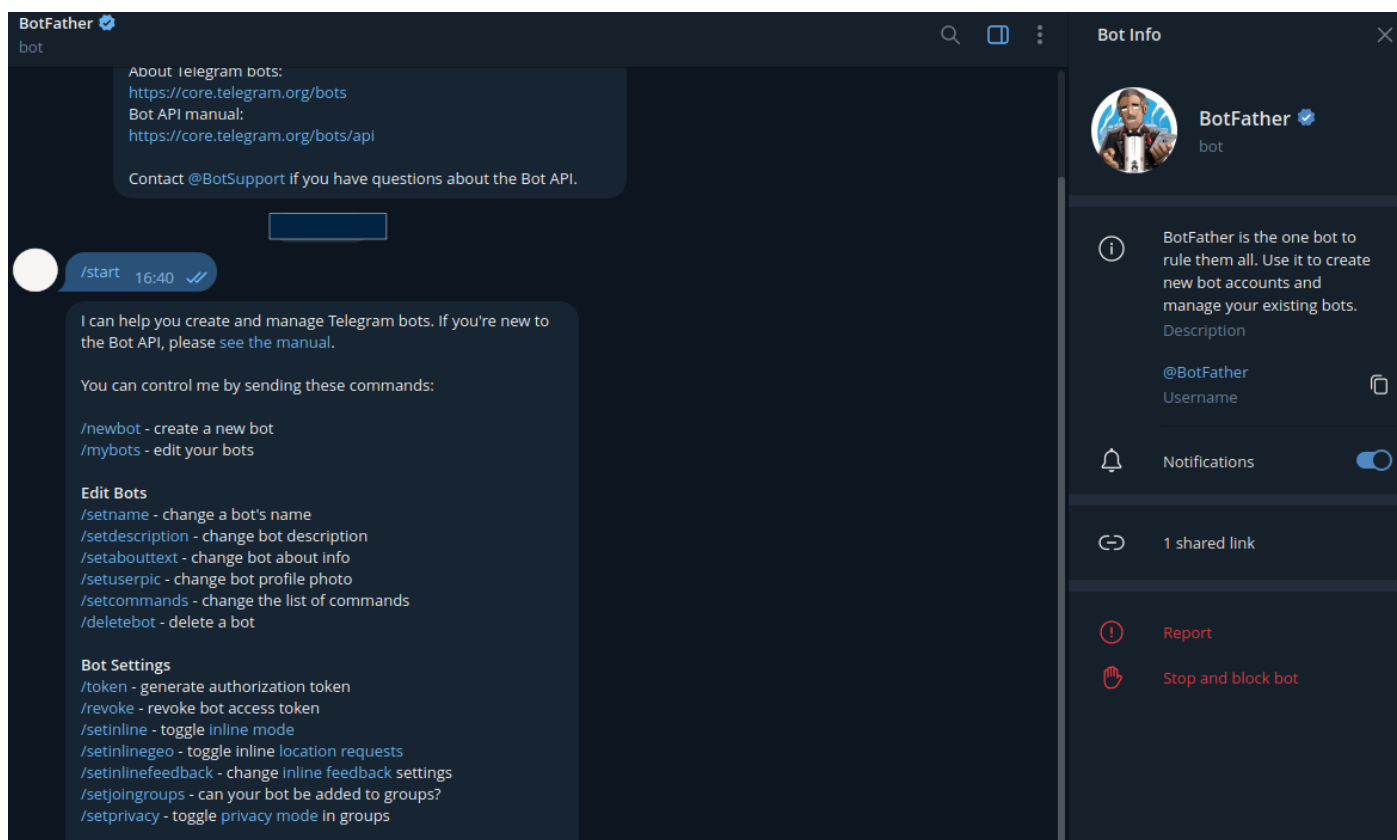 BotFather
bot
About Telegram bots:
https://core.telegram.org/bots
Bot API manual:
https://core.telegram.org/bots/api
Contact @BotSupport if you have questions about the Bot API.
/start 16:40
I can help you create and manage Telegram bots. If you're new to
the Bot API, please see the manual.
You can control me by sending these commands:
/newbot - create a new bot
/mybots - edit your bots
Edit Bots
/setname - change a bot's name
/setdescription - change bot description
/setabouttext - change bot about info
/setuserpic - change bot profile photo
/setcommands - change the list of commands
/deletebot - delete a bot
Bot Settings
/token - generate authorization token
/revoke - revoke bot access token
/setinline - toggle inline mode
/setinlinegeo - toggle inline location requests
/setinlinefeedback - change inline feedback settings
/setjoingroups - can your bot be added to groups?
/setprivacy - toggle privacy mode in groups
Bot Info
BotFather
bot
BotFather is the one bot to
rule them all. Use it to create
new bot accounts and
manage your existing bots.
Description
@BotFather
Username
Notifications
1 shared link
Report
Stop and block bot